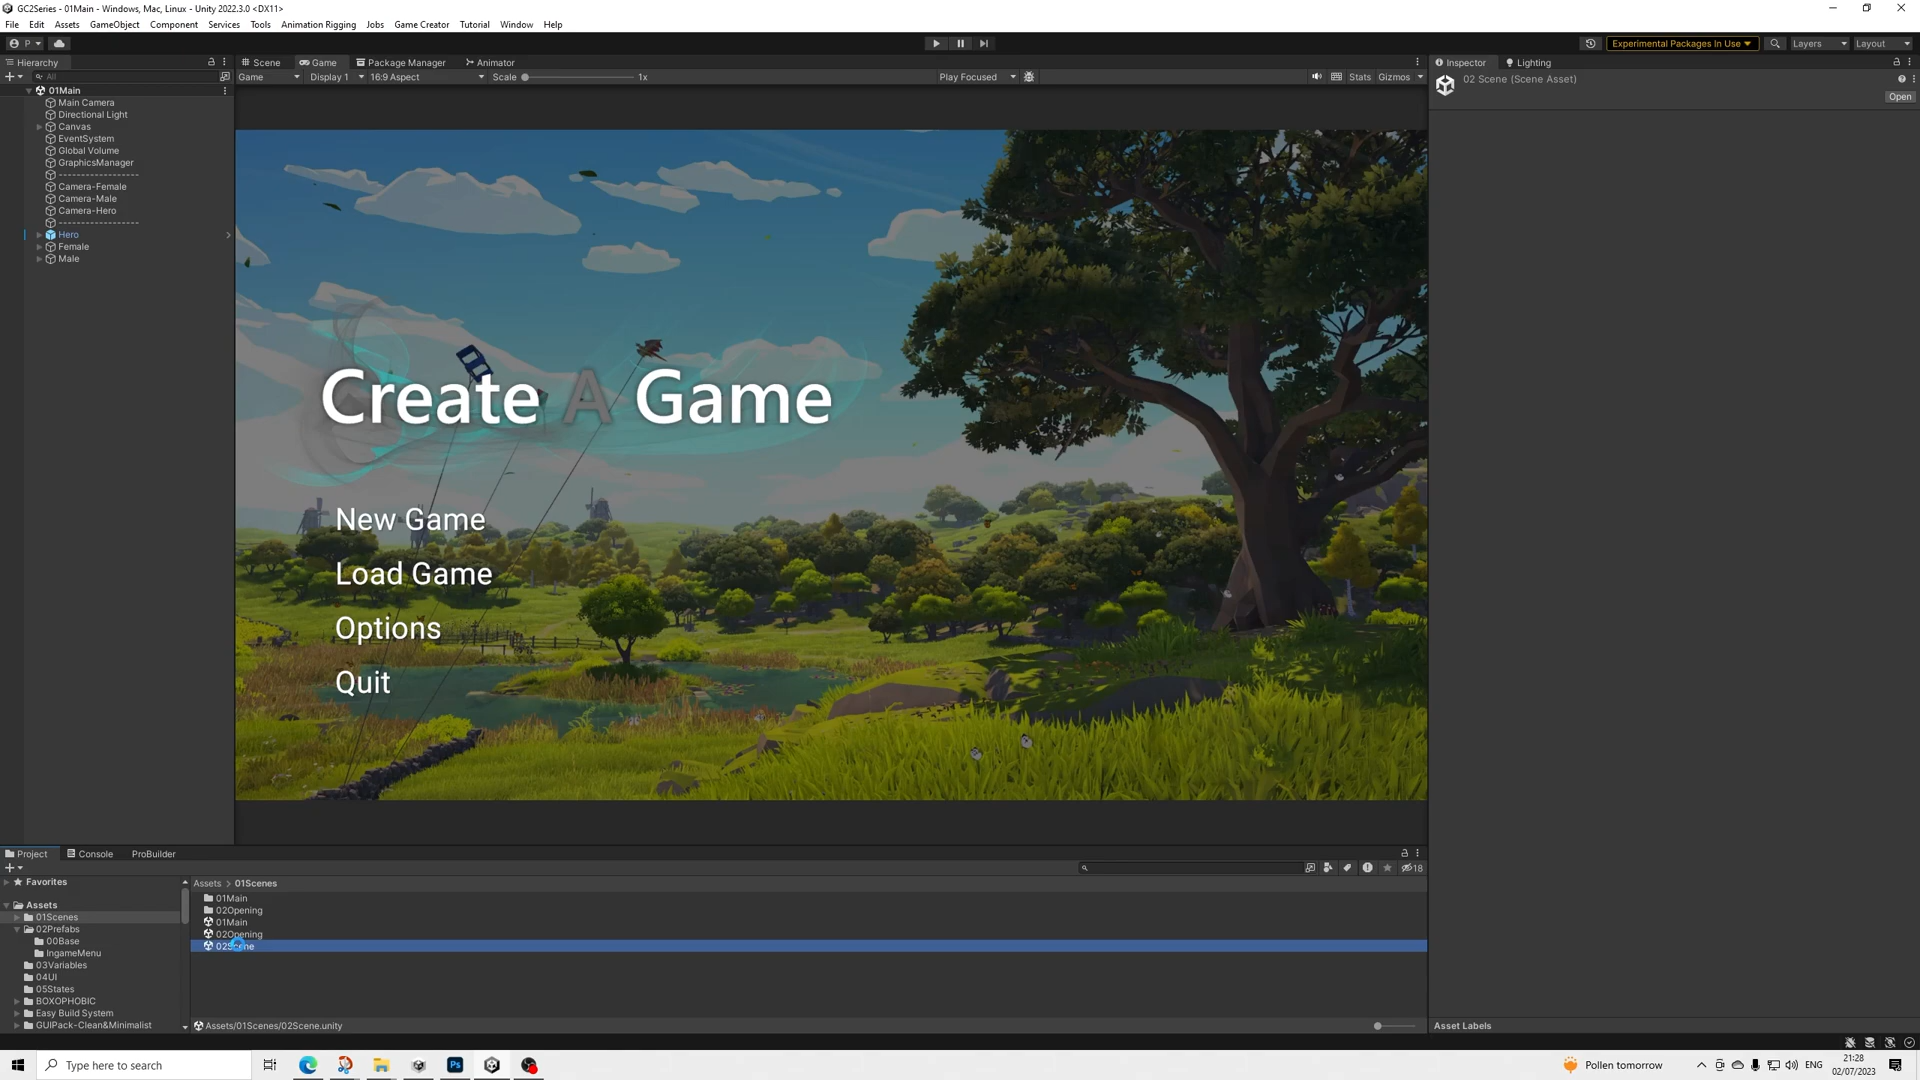 GC2Series - 01Main - Windows, Mac, Linux - Unity 2022.3.0 <DX11>
File Edit Assets GameObject Component Services Tools Animation Rigging Jobs Game Creator Tutorial Window Help
P Experimental Packages In Use Layers Layout
Hierarchy Scene Game Package Manager Animator Inspector Lighting
All Game Display 1 16:9 Aspect Scale 1x Play Focused Stats Gizmos
02 Scene (Scene Asset)
Open
01Main
Main Camera
Directional Light
Canvas
EventSystem
Global Volume
GraphicsManager
-------------------
Camera-Female
Camera-Male
Camera-Hero
-------------------
Hero
Female
Male
Create A Game
New Game
Load Game
Options
Quit
Project Console ProBuilder
18
Favorites
Assets
01Scenes
02Prefabs
00Base
IngameMenu
03Variables
04UI
05States
BOXOPHOBIC
Easy Build System
GUIPack-Clean&Minimalist
Assets > 01Scenes
01Main
02Opening
01Main
02Opening
02Scene
Assets/01Scenes/02Scene.unity
Asset Labels
Type here to search
Ps
Pollen tomorrow
ENG
21:28
02/07/2023